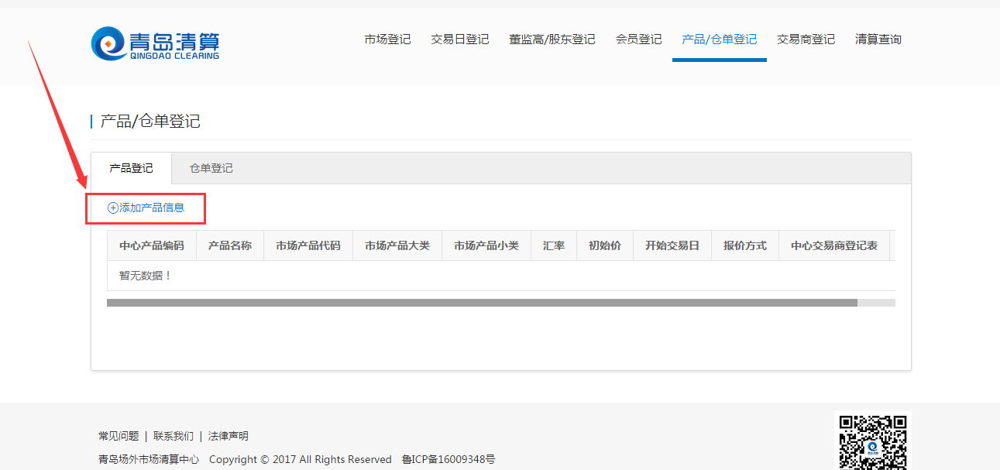 青岛清算
QINGDAO CLEARING
市场登记 交易日登记 董监高/股东登记 会员登记 产品/仓单登记 交易商登记 清算查询
产品/仓单登记
产品登记 仓单登记
添加产品信息
中心产品编码 产品名称 市场产品代码 市场产品大类 市场产品小类 汇率 初始价 开始交易日 报价方式 中心交易商登记表
暂无数据！
常见问题 | 联系我们 | 法律声明
青岛场外市场清算中心 Copyright © 2017 All Rights Reserved 鲁ICP备16009348号